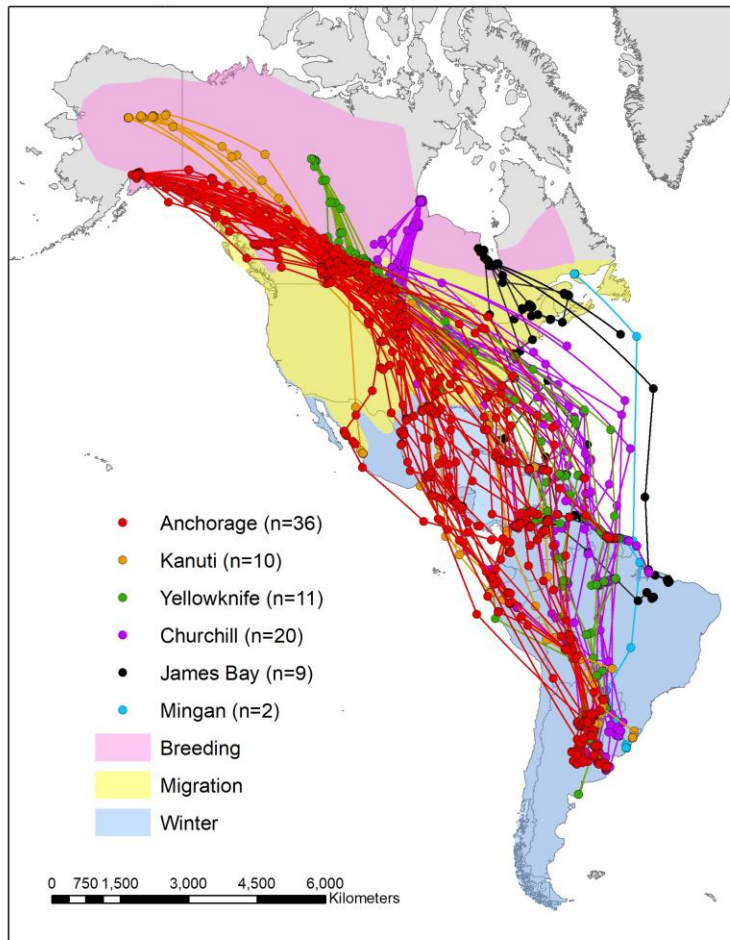 Anchorage (n=36)
Kanuti (n=10)
Yellowknife (n=11)
Churchill (n=20)
James Bay (n=9)
Mingan (n=2)
Breeding
Migration
Winter
0 750 1,500 3,000 4,500 6,000
Kilometers